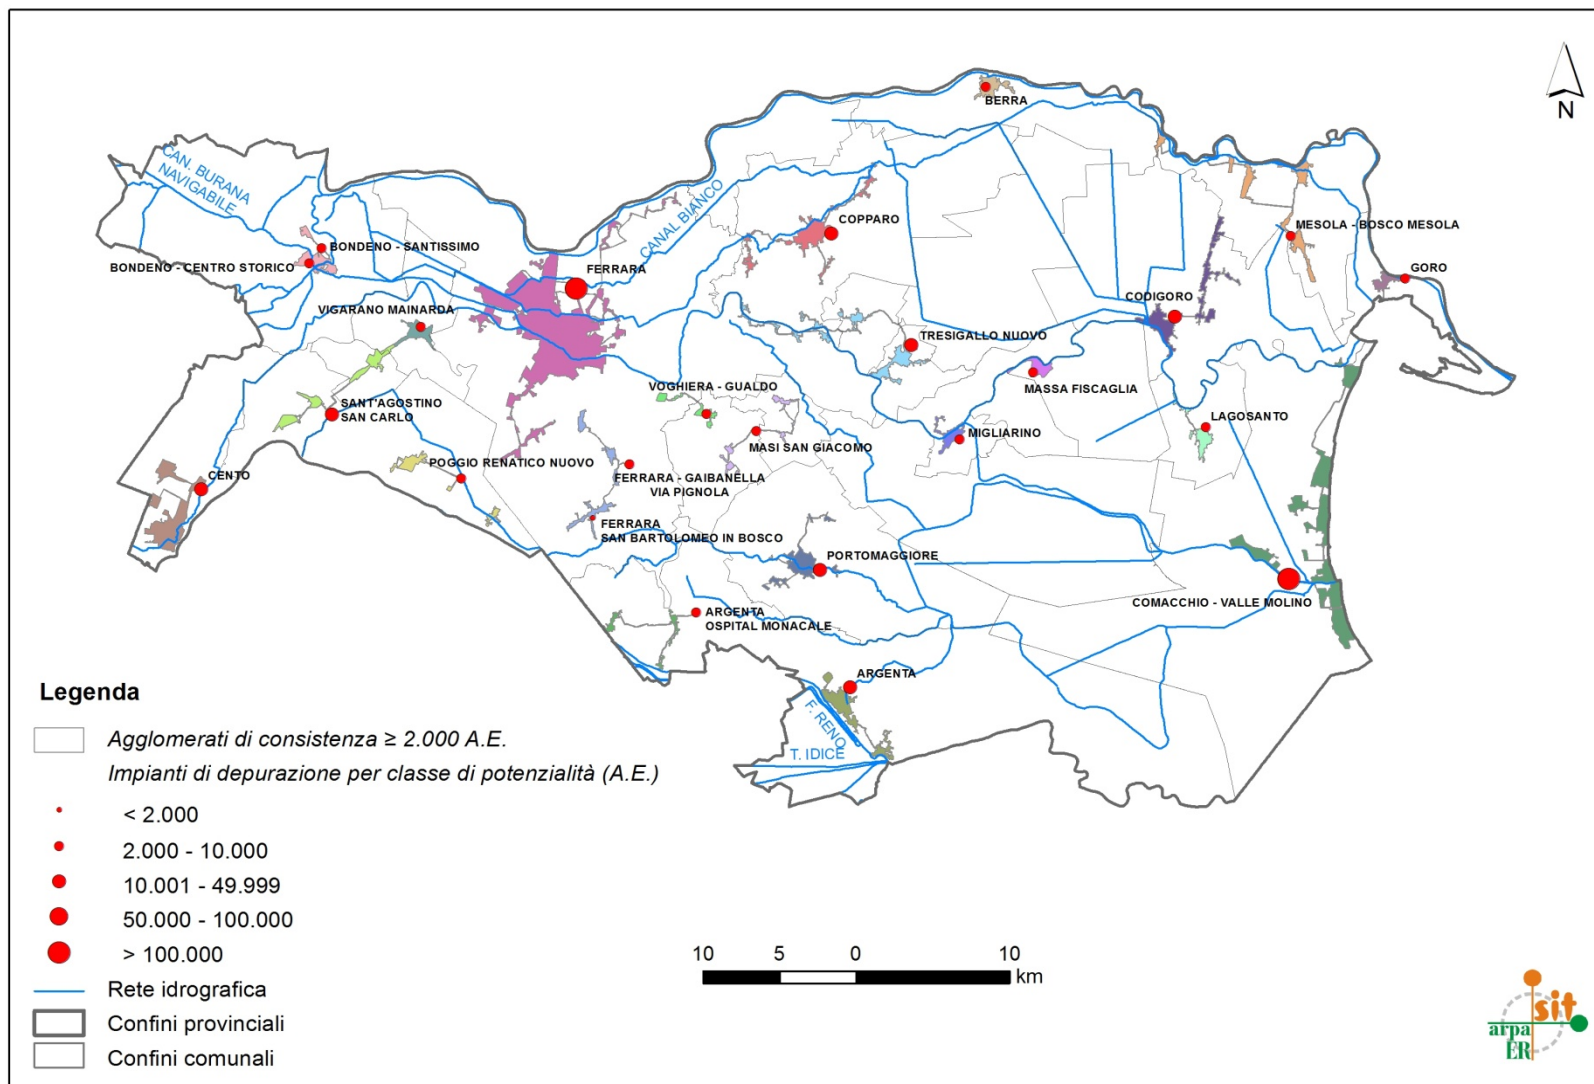 N
BERRA
CAN. BURANA
NAVIGABILE
CANAL BIANCO
COPPARO
MESOLA - BOSCO MESOLA
BONDENO - SANTISSIMO
BONDENO - CENTRO STORICO
FERRARA
GORO
CODIGORO
VIGARANO MAINARDA
TRESIGALLO NUOVO
VOGHIERA - GUALDO
MASSA FISCAGLIA
SANT'AGOSTINO
SAN CARLO
LAGOSANTO
MIGLIARINO
MASI SAN GIACOMO
POGGIO RENATICO NUOVO
CENTO
FERRARA - GAIBANELLA
VIA PIGNOLA
FERRARA
SAN BARTOLOMEO IN BOSCO
PORTOMAGGIORE
COMACCHIO - VALLE MOLINO
ARGENTA
OSPITAL MONACALE
ARGENTA
F. RENO
T. IDICE
Legenda
Agglomerati di consistenza ≥ 2.000 A.E.
Impianti di depurazione per classe di potenzialità (A.E.)
< 2.000
2.000 - 10.000
10.001 - 49.999
50.000 - 100.000
> 100.000
Rete idrografica
Confini provinciali
Confini comunali
10 5 0 10
km
sit
arpa
ER